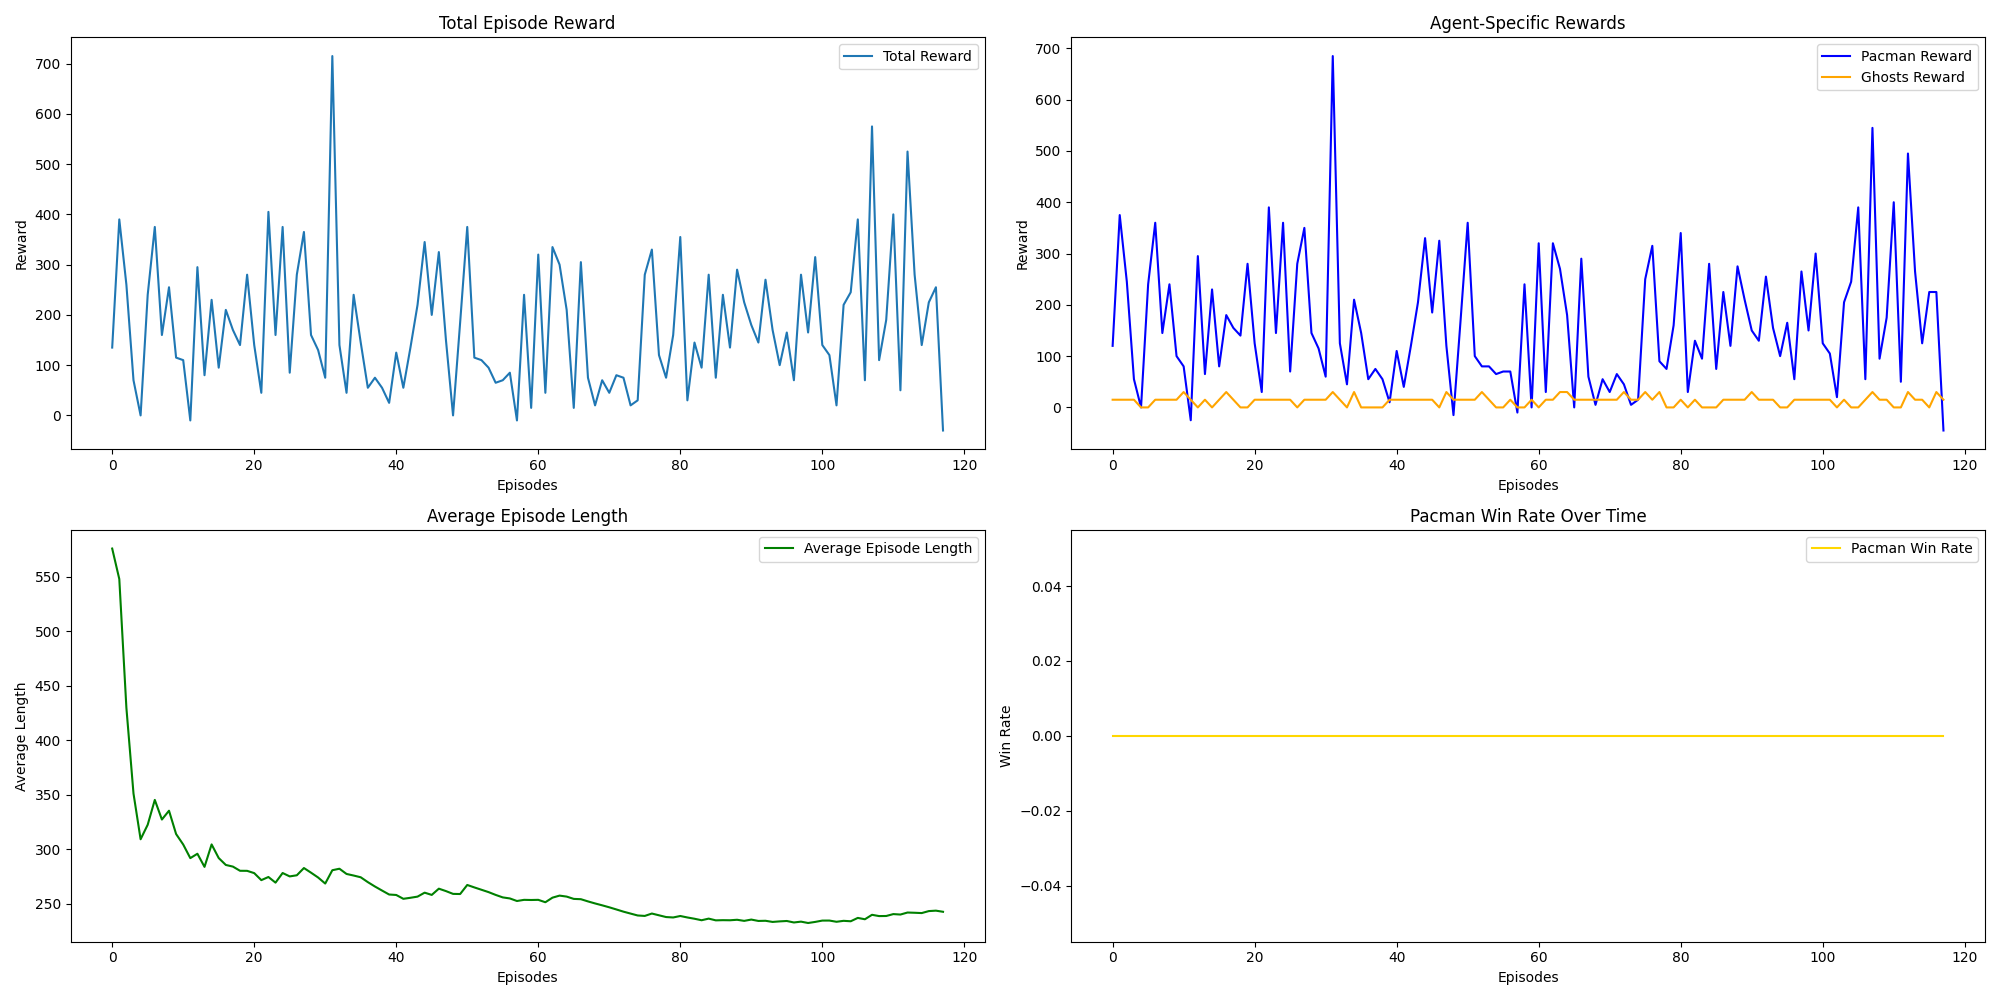 Total Episode Reward
Total Reward
Reward
700
600
500
400
300
200
100
0
0 20 40 60 80 100 120
Episodes
Agent-Specific Rewards
Pacman Reward
Ghosts Reward
Reward
700
600
500
400
300
200
100
0
0 20 40 60 80 100 120
Episodes
Average Episode Length
Average Episode Length
Average Length
550
500
450
400
350
300
250
0 20 40 60 80 100 120
Episodes
Pacman Win Rate Over Time
Pacman Win Rate
Win Rate
0.04
0.02
0.00
−0.02
−0.04
0 20 40 60 80 100 120
Episodes